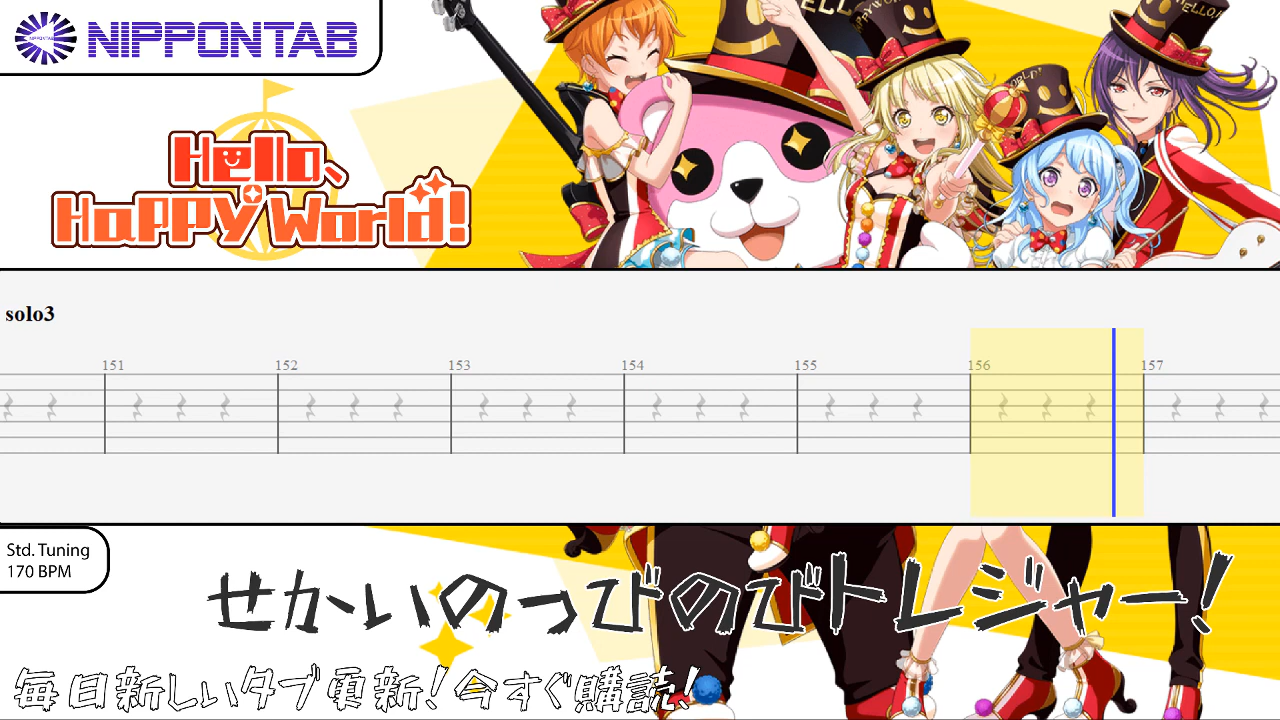 NIPPONTAB
Hello、
HaPPY World!
solo3
151 152 153 154 155 156 157
Std. Tuning
170 BPM
せかいのっびのびトレジャー!
毎日新しいタブ更新!今すぐ購読!